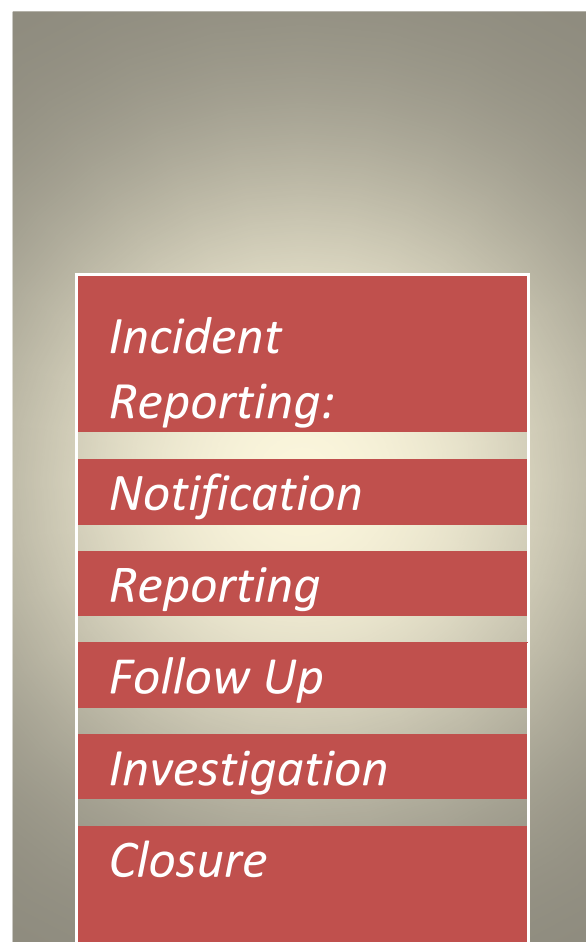 Incident
Reporting:
Notification
Reporting
Follow Up
Investigation
Closure